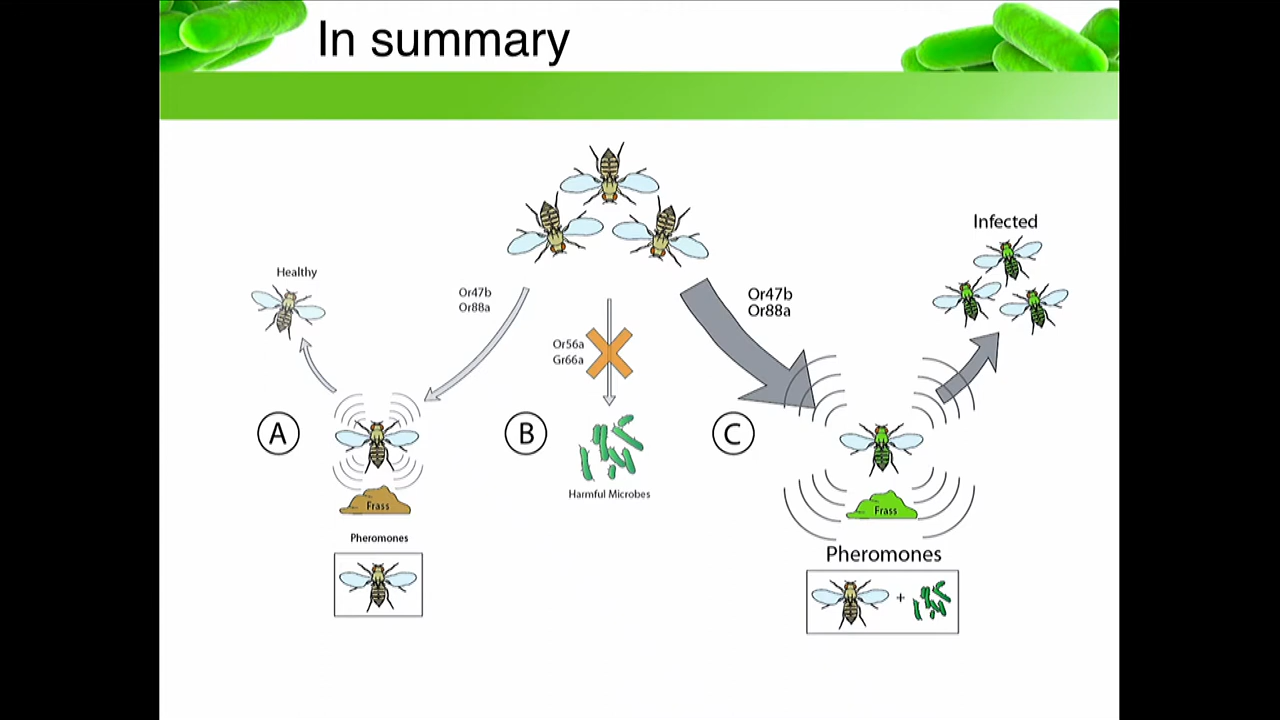 In summary
Infected
Healthy
Or47b
Or88a
Or47b
Or88a
Or56a
Gr66a
A
B
C
Harmful Microbes
Frass
Frass
Pheromones
Pheromones
+